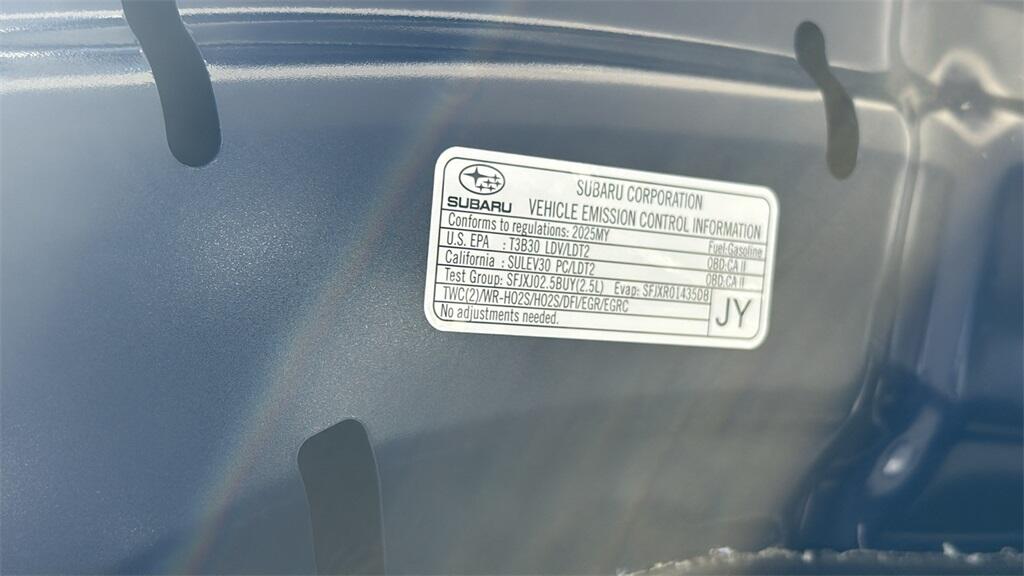 SUBARU
SUBARU CORPORATION
VEHICLE EMISSION CONTROL INFORMATION
Conforms to regulations: 2025MY
Fuel-Gasoline
U.S. EPA : T3B30 LDV/LDT2
OBD:CA II
California : SULEV30 PC/LDT2
OBD:CA II
Test Group: SFJXJ02.5BUY(2.5L) Evap: SFJXR0143508
TWC(2)/WR-HO2S/HO2S/DFI/EGR/EGRC
No adjustments needed.
JY